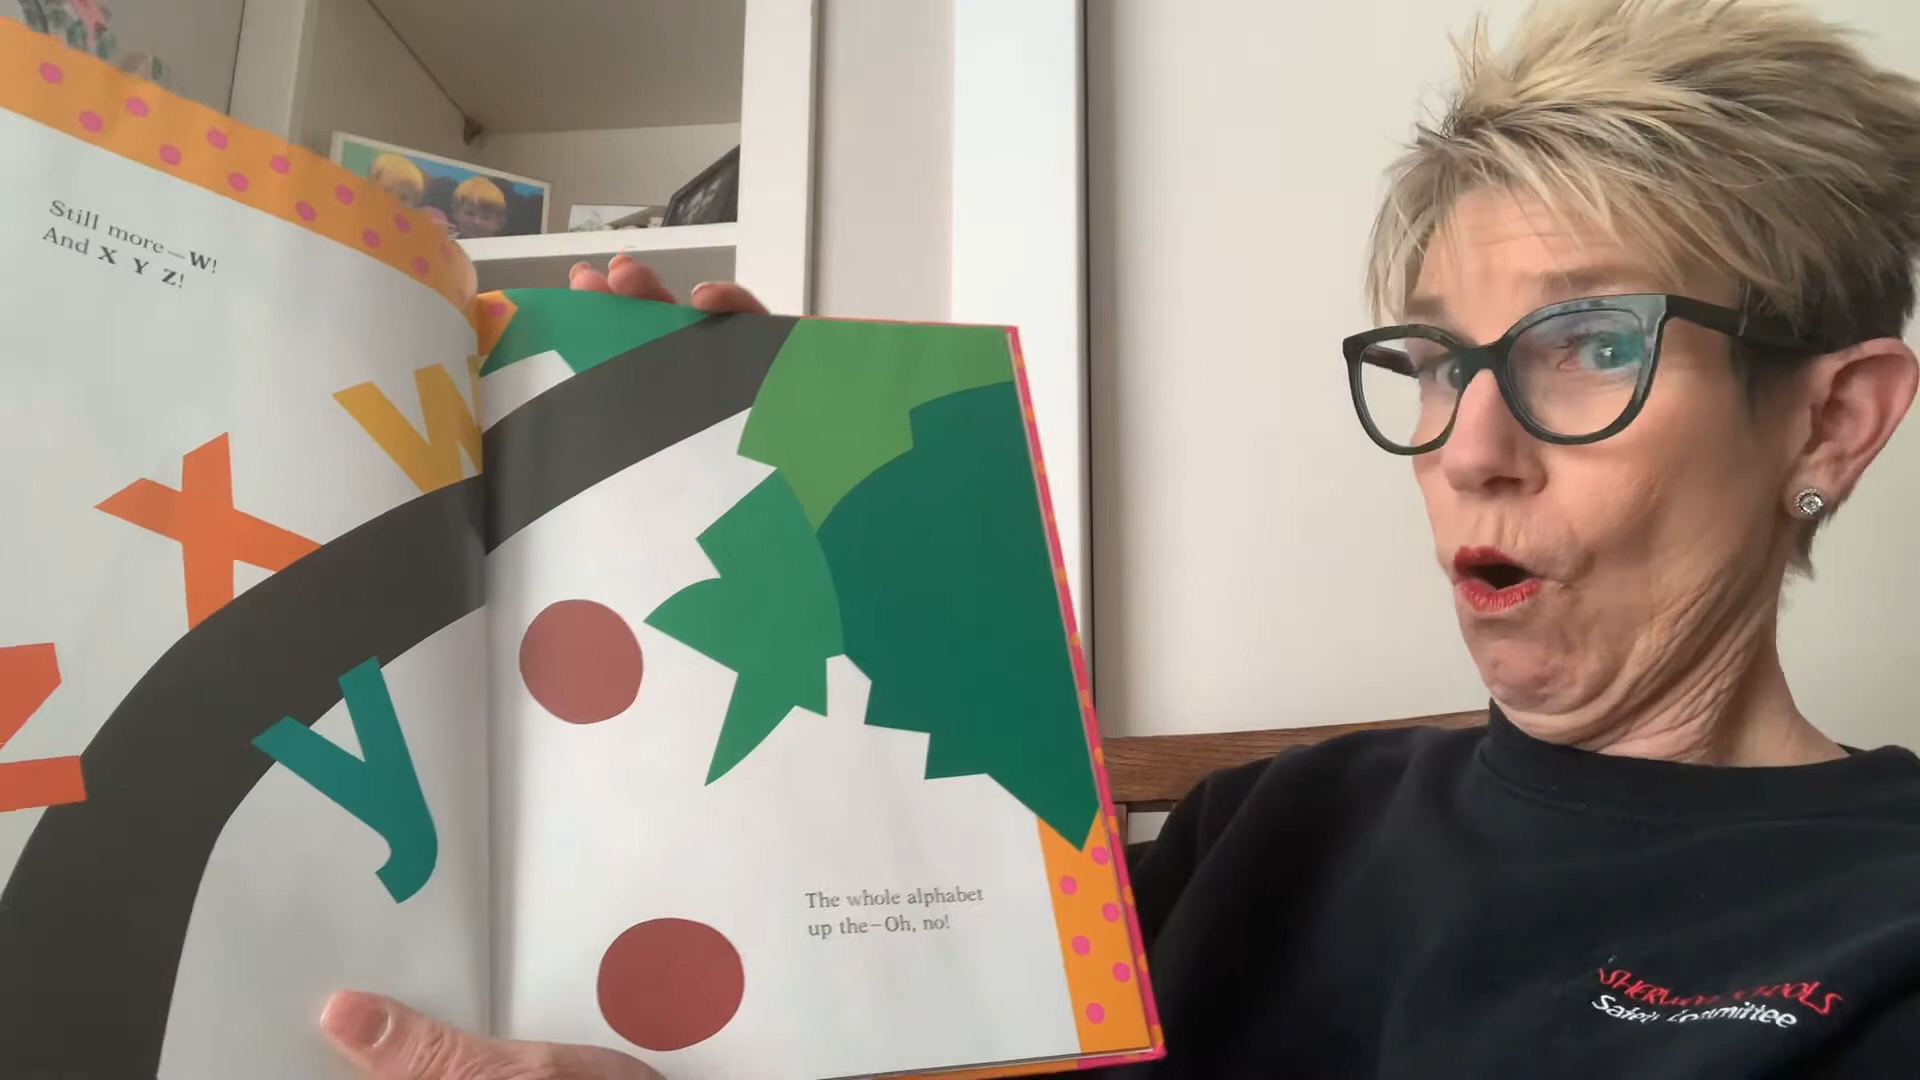 Still more—W!
And X Y Z!
w
x
y
z
The whole alphabet
up the—Oh, no!
Safety Committee